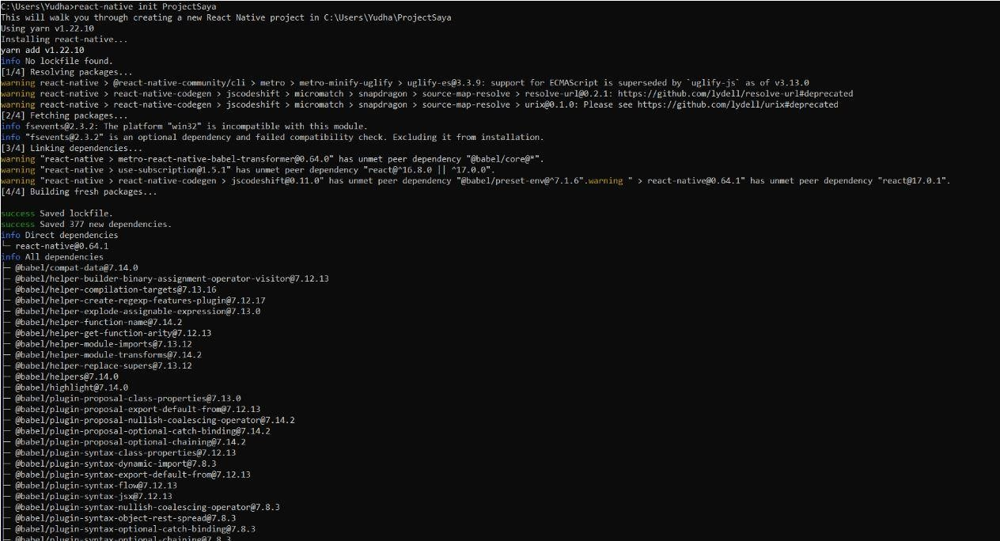 C:\Users\Yudha>react-native init ProjectSaya
This will walk you through creating a new React Native project in C:\Users\Yudha\ProjectSaya
Using yarn v1.22.10
Installing react-native...
yarn add v1.22.10
info No lockfile found.
[1/4] Resolving packages...
warning react-native > @react-native-community/cli > metro > metro-minify-uglify > uglify-es@3.3.9: support for ECMAScript is superseded by `uglify-js` as of v3.13.0
warning react-native > react-native-codegen > jscodeshift > micromatch > snapdragon > source-map-resolve > resolve-url@0.2.1: https://github.com/lydell/resolve-url#deprecated
warning react-native > react-native-codegen > jscodeshift > micromatch > snapdragon > source-map-resolve > urix@0.1.0: Please see https://github.com/lydell/urix#deprecated
[2/4] Fetching packages...
info fsevents@2.3.2: The platform "win32" is incompatible with this module.
info "fsevents@2.3.2" is an optional dependency and failed compatibility check. Excluding it from installation.
[3/4] Linking dependencies...
warning "react-native > metro-react-native-babel-transformer@0.64.0" has unmet peer dependency "@babel/core@*".
warning "react-native > use-subscription@1.5.1" has unmet peer dependency "react@^16.8.0 || ^17.0.0".
warning "react-native > react-native-codegen > jscodeshift@0.11.0" has unmet peer dependency "@babel/preset-env@^7.1.6".warning " > react-native@0.64.1" has unmet peer dependency "react@17.0.1".
[4/4] Building fresh packages...
success Saved lockfile.
success Saved 377 new dependencies.
info Direct dependencies
└─ react-native@0.64.1
info All dependencies
├─ @babel/compat-data@7.14.0
├─ @babel/helper-builder-binary-assignment-operator-visitor@7.12.13
├─ @babel/helper-compilation-targets@7.13.16
├─ @babel/helper-create-regexp-features-plugin@7.12.17
├─ @babel/helper-explode-assignable-expression@7.13.0
├─ @babel/helper-function-name@7.14.2
├─ @babel/helper-get-function-arity@7.12.13
├─ @babel/helper-module-imports@7.13.12
├─ @babel/helper-module-transforms@7.14.2
├─ @babel/helper-replace-supers@7.13.12
├─ @babel/helpers@7.14.0
├─ @babel/highlight@7.14.0
├─ @babel/plugin-proposal-class-properties@7.13.0
├─ @babel/plugin-proposal-export-default-from@7.12.13
├─ @babel/plugin-proposal-nullish-coalescing-operator@7.14.2
├─ @babel/plugin-proposal-optional-catch-binding@7.14.2
├─ @babel/plugin-proposal-optional-chaining@7.14.2
├─ @babel/plugin-syntax-class-properties@7.12.13
├─ @babel/plugin-syntax-dynamic-import@7.8.3
├─ @babel/plugin-syntax-export-default-from@7.12.13
├─ @babel/plugin-syntax-flow@7.12.13
├─ @babel/plugin-syntax-jsx@7.12.13
├─ @babel/plugin-syntax-nullish-coalescing-operator@7.8.3
├─ @babel/plugin-syntax-object-rest-spread@7.8.3
├─ @babel/plugin-syntax-optional-catch-binding@7.8.3
├─ @babel/plugin-syntax-optional-chaining@7.8.3